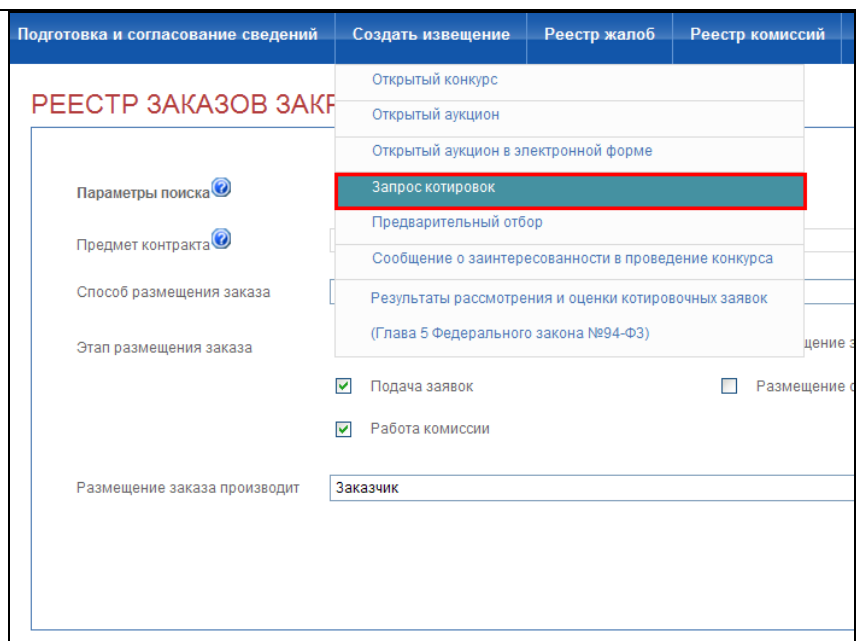 Подготовка и согласование сведений Создать извещение Реестр жалоб Реестр комиссий
РЕЕСТР ЗАКАЗОВ
Открытый конкурс
Открытый аукцион
Открытый аукцион в электронной форме
Параметры поиска
Запрос котировок
Предварительный отбор
Предмет контракта
Сообщение о заинтересованности в проведение конкурса
Способ размещения заказа
Результаты рассмотрения и оценки котировочных заявок
(Глава 5 Федерального закона №94-ФЗ)
Этап размещения заказа
Подача заявок Размещение
Работа комиссии
Размещение заказа производит Заказчик